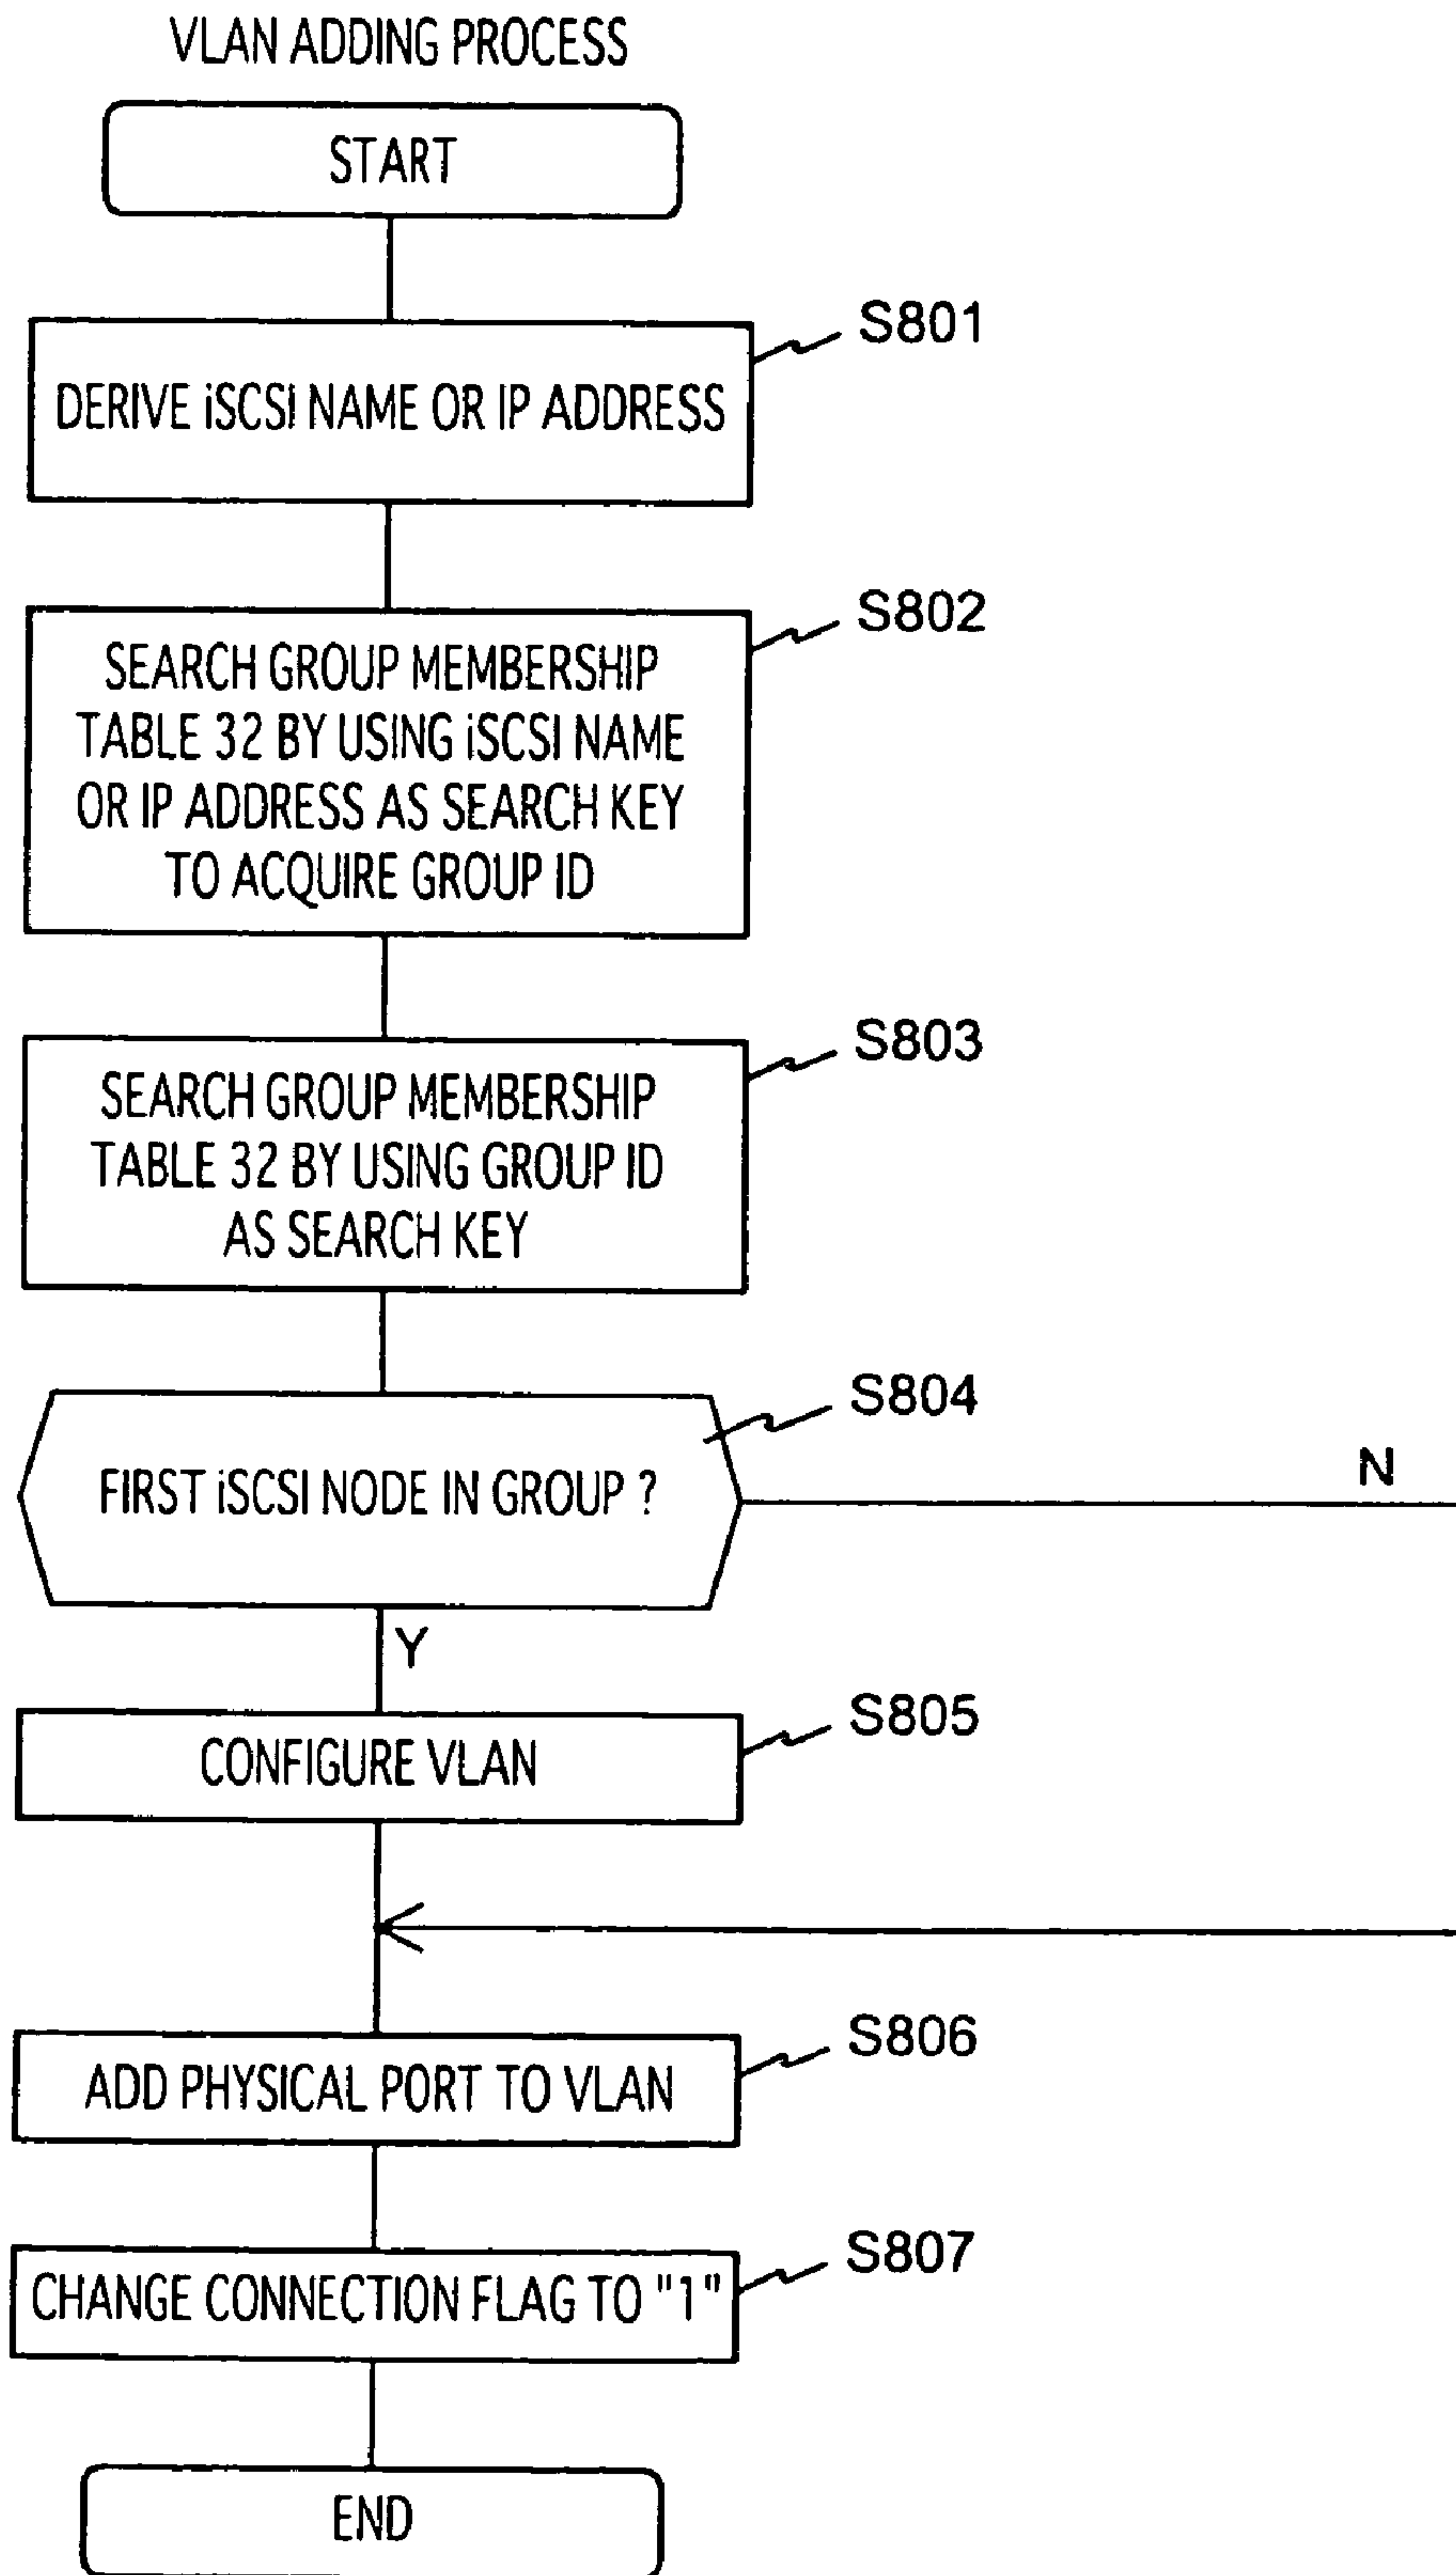 VLAN ADDING PROCESS
START
S801
DERIVE iSCSI NAME OR IP ADDRESS
S802
SEARCH GROUP MEMBERSHIP
TABLE 32 BY USING iSCSI NAME
OR IP ADDRESS AS SEARCH KEY
TO ACQUIRE GROUP ID
S803
SEARCH GROUP MEMBERSHIP
TABLE 32 BY USING GROUP ID
AS SEARCH KEY
S804
FIRST iSCSI NODE IN GROUP ?
N
Y
S805
CONFIGURE VLAN
S806
ADD PHYSICAL PORT TO VLAN
S807
CHANGE CONNECTION FLAG TO "1"
END